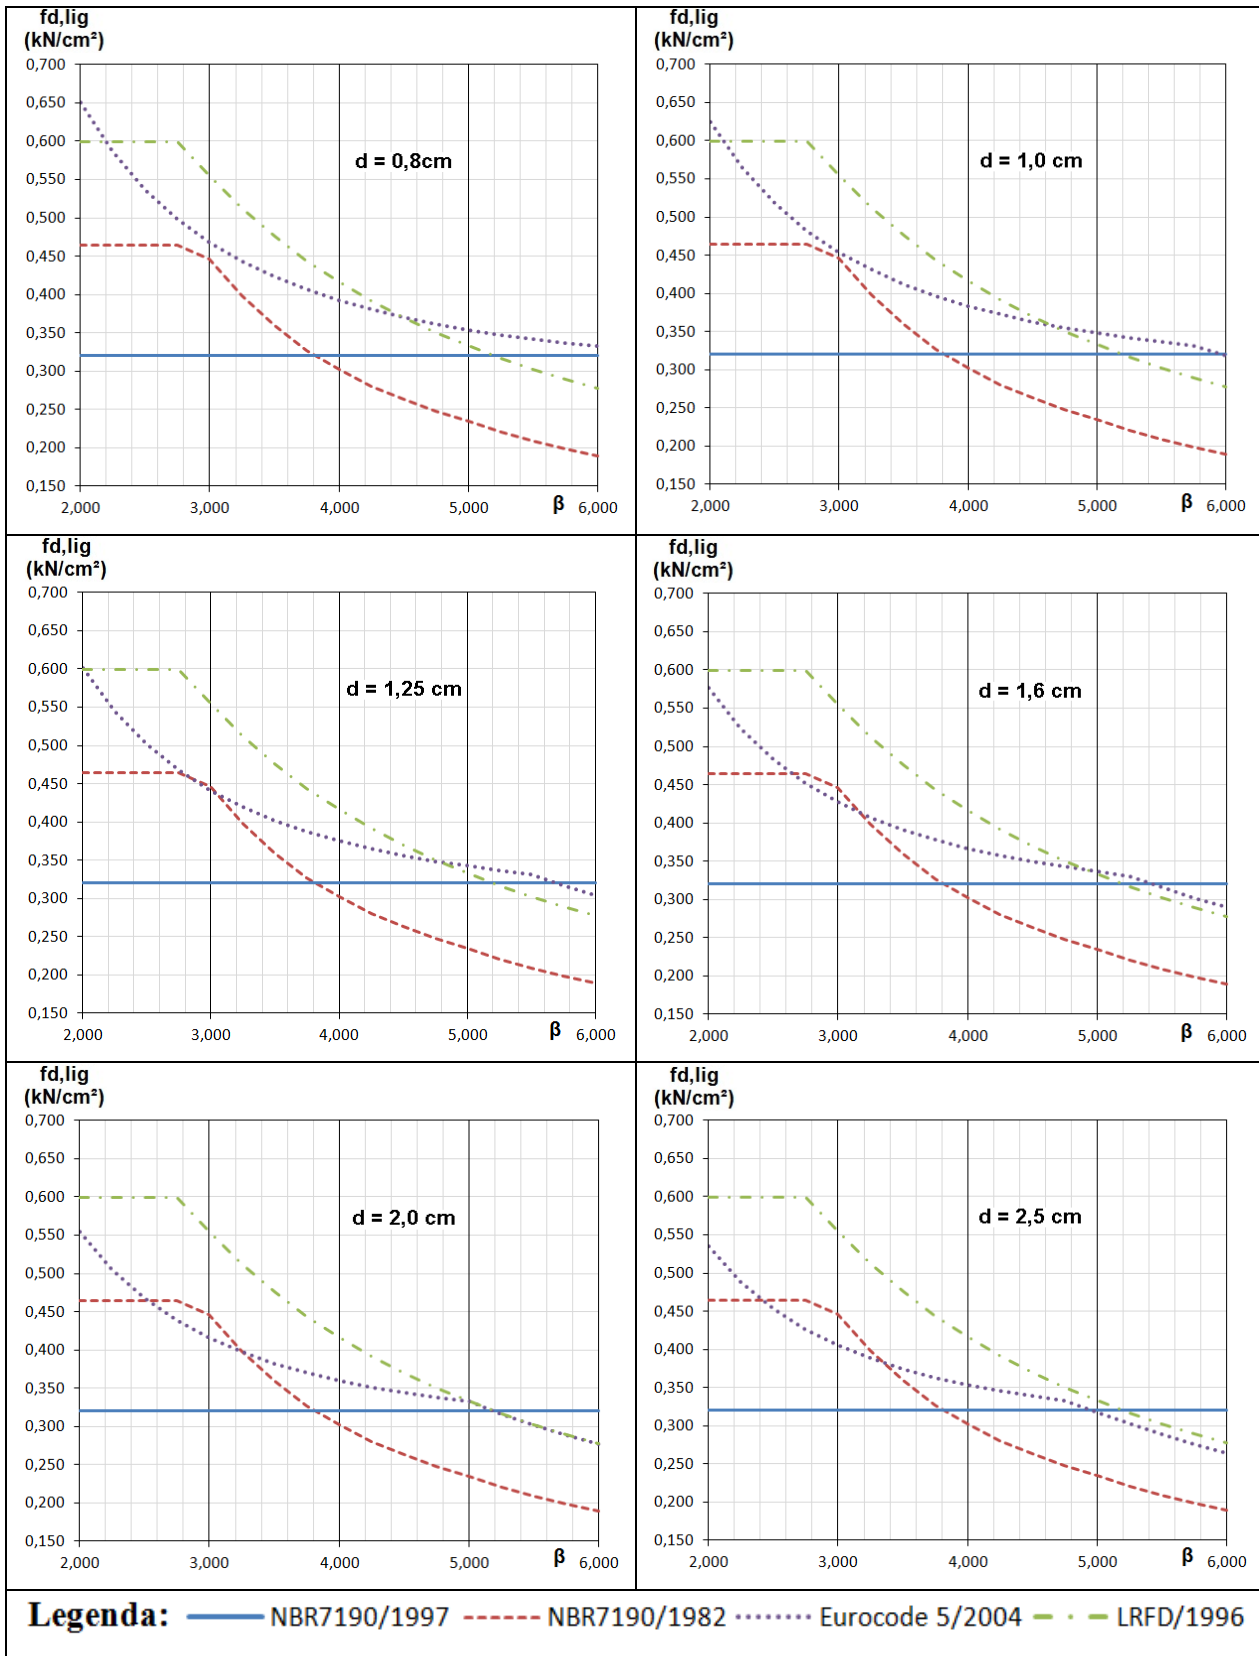 fd,lig
(kN/cm²)
0,700
0,650
0,600
0,550
0,500
0,450
0,400
0,350
0,300
0,250
0,200
0,150
d = 0,8cm
2,000 3,000 4,000 5,000 β 6,000
fd,lig
(kN/cm²)
0,700
0,650
0,600
0,550
0,500
0,450
0,400
0,350
0,300
0,250
0,200
0,150
d = 1,0 cm
2,000 3,000 4,000 5,000 β 6,000
fd,lig
(kN/cm²)
0,700
0,650
0,600
0,550
0,500
0,450
0,400
0,350
0,300
0,250
0,200
0,150
d = 1,25 cm
2,000 3,000 4,000 5,000 β 6,000
fd,lig
(kN/cm²)
0,700
0,650
0,600
0,550
0,500
0,450
0,400
0,350
0,300
0,250
0,200
0,150
d = 1,6 cm
2,000 3,000 4,000 5,000 β 6,000
fd,lig
(kN/cm²)
0,700
0,650
0,600
0,550
0,500
0,450
0,400
0,350
0,300
0,250
0,200
0,150
d = 2,0 cm
2,000 3,000 4,000 5,000 β 6,000
fd,lig
(kN/cm²)
0,700
0,650
0,600
0,550
0,500
0,450
0,400
0,350
0,300
0,250
0,200
0,150
d = 2,5 cm
2,000 3,000 4,000 5,000 β 6,000
Legenda: NBR7190/1997 NBR7190/1982 Eurocode 5/2004 LRFD/1996